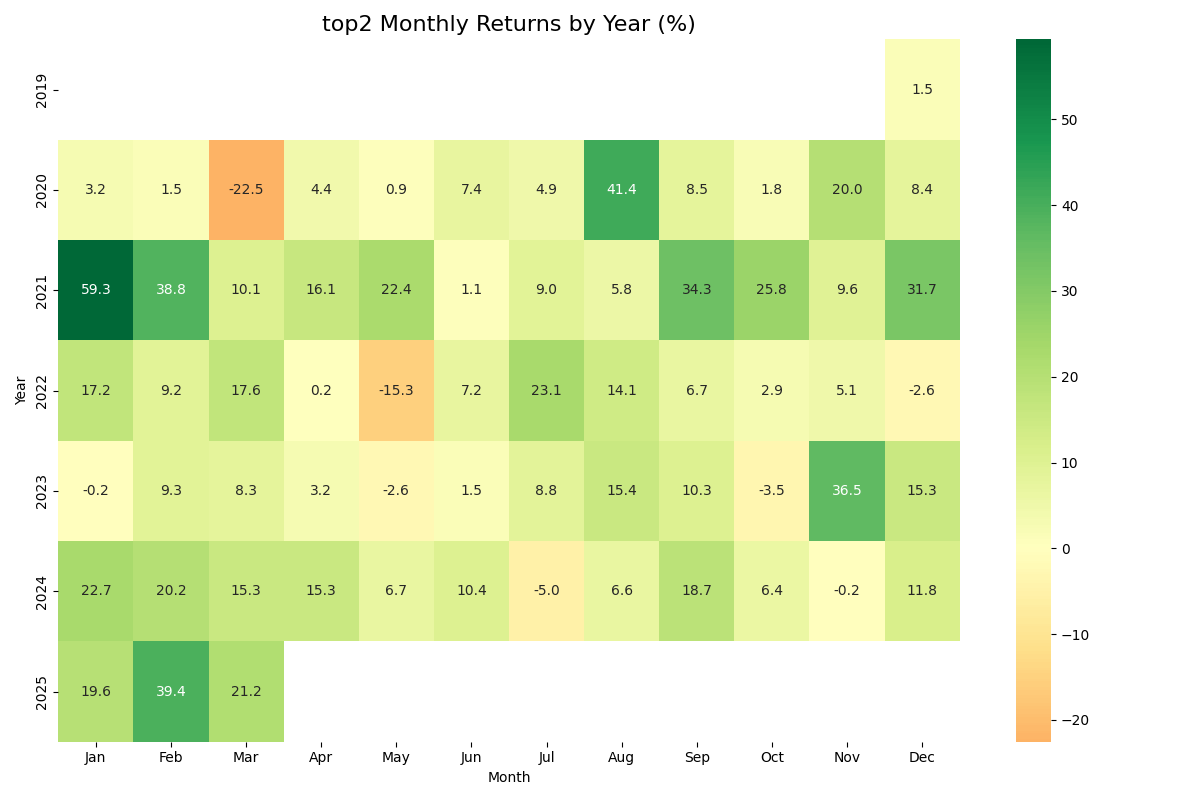 top2 Monthly Returns by Year (%)
2019 1.5
2020 3.2 1.5 -22.5 4.4 0.9 7.4 4.9 41.4 8.5 1.8 20.0 8.4
2021 59.3 38.8 10.1 16.1 22.4 1.1 9.0 5.8 34.3 25.8 9.6 31.7
2022 17.2 9.2 17.6 0.2 -15.3 7.2 23.1 14.1 6.7 2.9 5.1 -2.6
2023 -0.2 9.3 8.3 3.2 -2.6 1.5 8.8 15.4 10.3 -3.5 36.5 15.3
2024 22.7 20.2 15.3 15.3 6.7 10.4 -5.0 6.6 18.7 6.4 -0.2 11.8
2025 19.6 39.4 21.2
Year
Jan Feb Mar Apr May Jun Jul Aug Sep Oct Nov Dec
Month
50
40
30
20
10
0
−10
−20